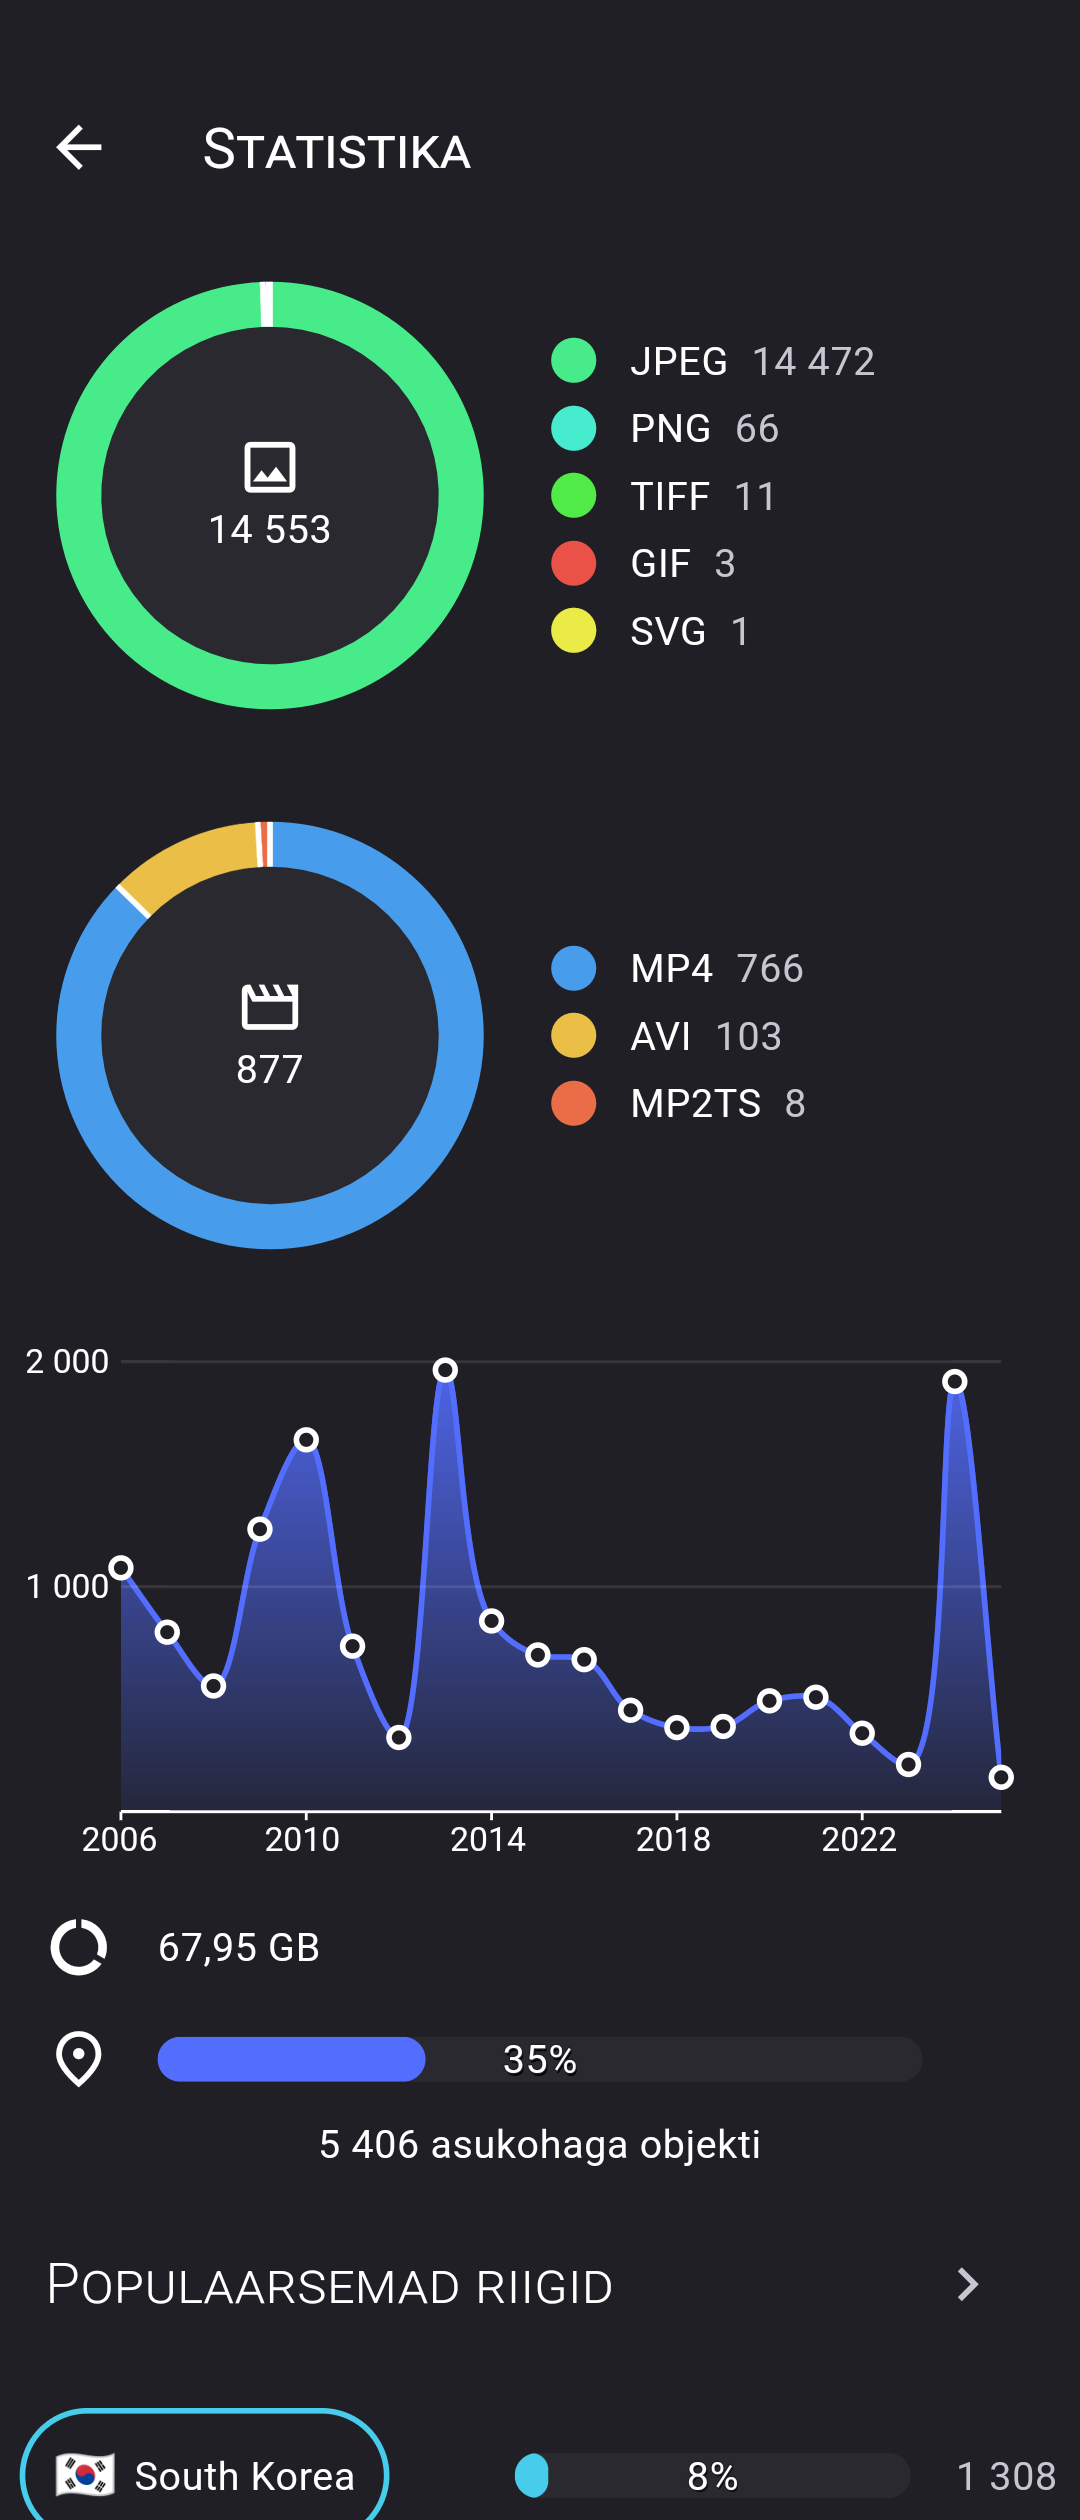 Statistika
JPEG 14 472
PNG 66
TIFF 11
GIF 3
SVG 1
14 553
MP4 766
AVI 103
MP2TS 8
877
2 000
1 000
2006 2010 2014 2018 2022
67,95 GB
35%
5 406 asukohaga objekti
Populaarsemad riigid
South Korea 8% 1 308